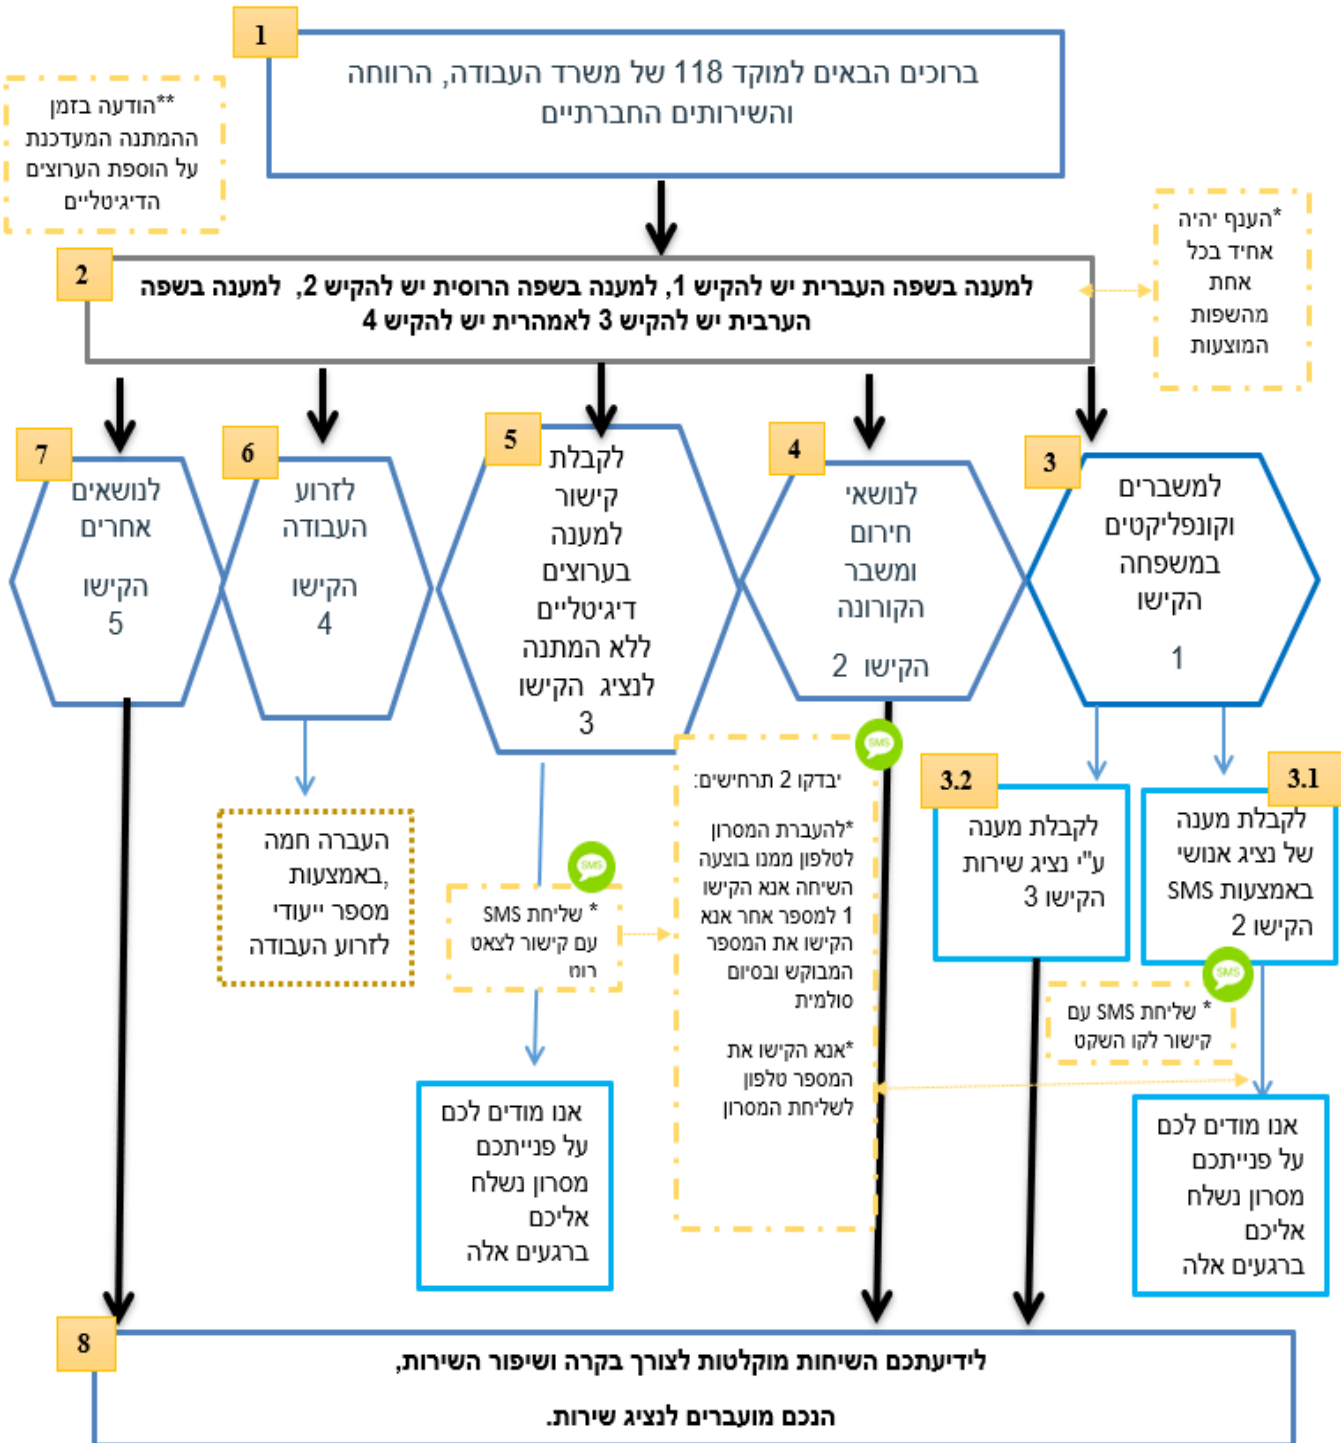 1
ברוכים הבאים למוקד 118 של משרד העבודה, הרווחה
והשירותים החברתיים
**הודעה בזמן
ההמתנה המעדכנת
על הוספת הערוצים
הדיגיטליים
*הענף יהיה
אחיד בכל
אחת
מהשפות
המוצעות
2
למענה בשפה העברית יש להקיש 1, למענה בשפה הרוסית יש להקיש 2, למענה בשפה
הערבית יש להקיש 3 לאמהרית יש להקיש 4
3
למשברים
וקונפליקטים
במשפחה
הקישו
1
4
לנושאי
חירום
ומשבר
הקורונה
הקישו 2
5
לקבלת
קישור
למענה
בערוצים
דיגיטליים
ללא המתנה
לנציג הקישו
3
6
לזרוע
העבודה
הקישו
4
7
לנושאים
אחרים
הקישו
5
3.1
לקבלת מענה
של נציג אנושי
באמצעות SMS
הקישו 2
3.2
לקבלת מענה
ע"י נציג שירות
הקישו 3
SMS
* שליחת SMS עם
קישור לקו השקט
אנו מודים לכם
על פנייתכם
מסרון נשלח
אליכם
ברגעים אלה
SMS
יבדקו 2 תרחישים:
*להעברת המסרון
לטלפון ממנו בוצעה
השיחה אנא הקישו
1 למספר אחר אנא
הקישו את המספר
המבוקש ובסיום
סולמית
*אנא הקישו את
המספר טלפון
לשליחת המסרון
SMS
* שליחת SMS
עם קישור לצאט
בוט
אנו מודים לכם
על פנייתכם
מסרון נשלח
אליכם
ברגעים אלה
העברה חמה
,באמצעות
מספר ייעודי
לזרוע העבודה
8
לידיעתכם השיחות מוקלטות לצורך בקרה ושיפור השירות,
הנכם מועברים לנציג שירות.